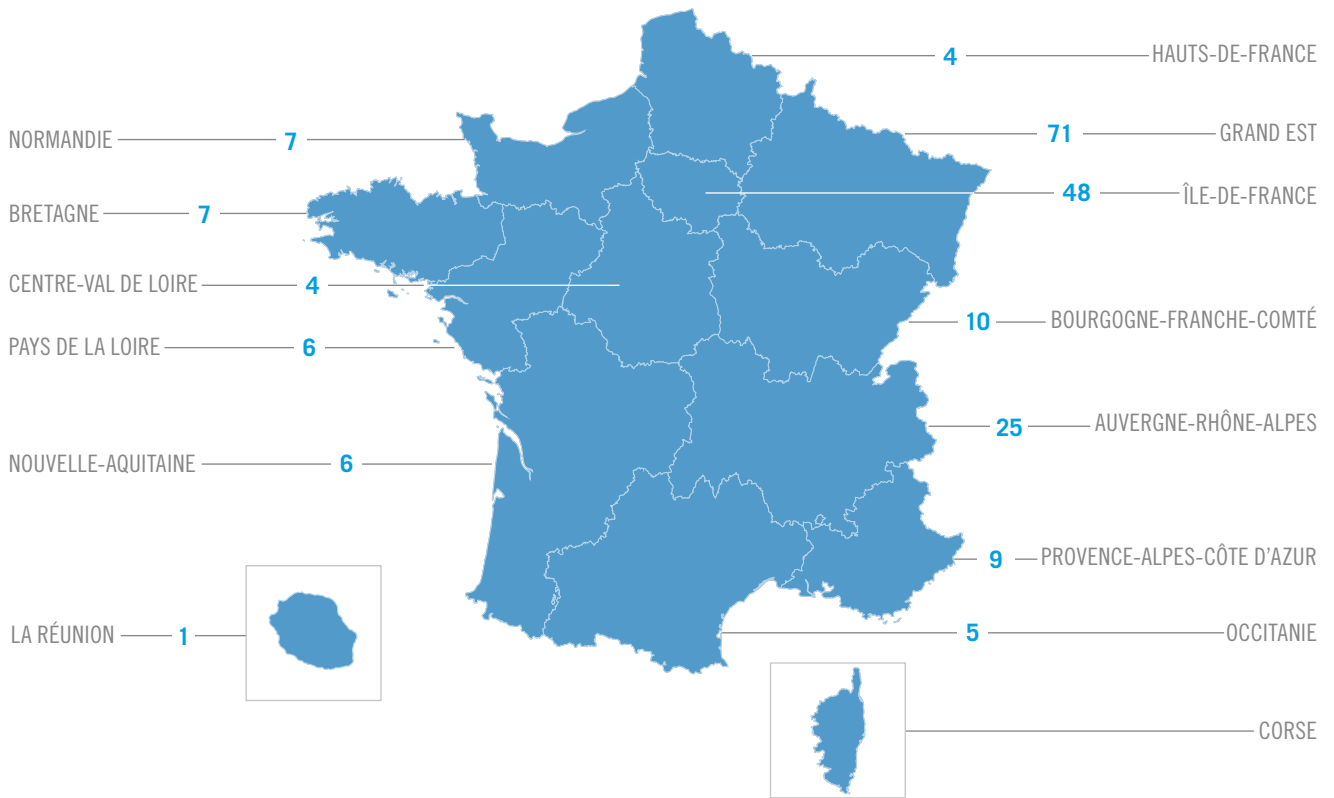 4 HAUTS-DE-FRANCE
NORMANDIE 7
71 GRAND EST
48 ÎLE-DE-FRANCE
BRETAGNE 7
CENTRE-VAL DE LOIRE 4
10 BOURGOGNE-FRANCHE-COMTÉ
PAYS DE LA LOIRE 6
25 AUVERGNE-RHÔNE-ALPES
NOUVELLE-AQUITAINE 6
9 PROVENCE-ALPES-CÔTE D'AZUR
LA RÉUNION 1
5 OCCITANIE
CORSE